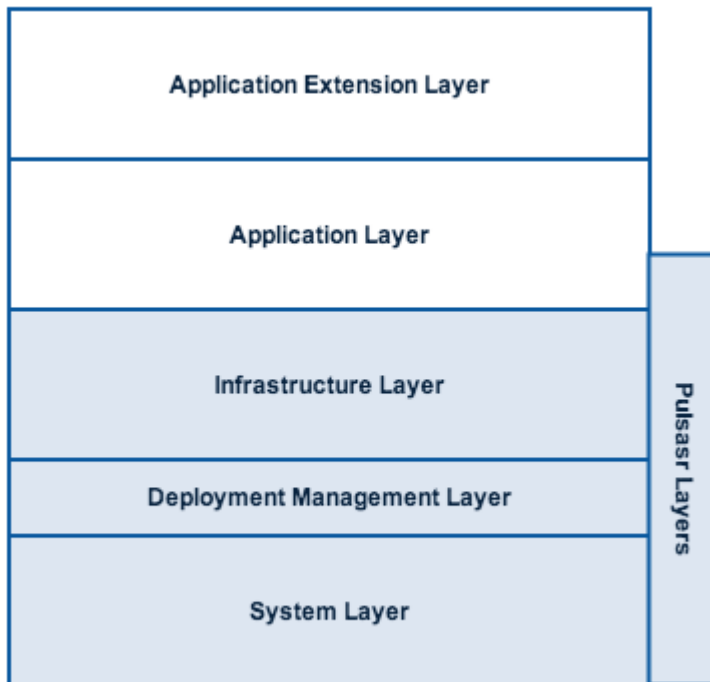 Application Extension Layer
Application Layer
Infrastructure Layer
Deployment Management Layer
System Layer
Pulsasr Layers